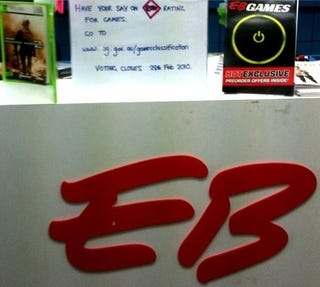 HAVE YOUR SAY ON R18+ RATING
FOR GAMES.
GO TO
www.ag.gov.au/gamesclassification
VOTING CLOSES 28th Feb 2010.
EB GAMES
HOT EXCLUSIVE
PREORDER OFFERS INSIDE!
EB